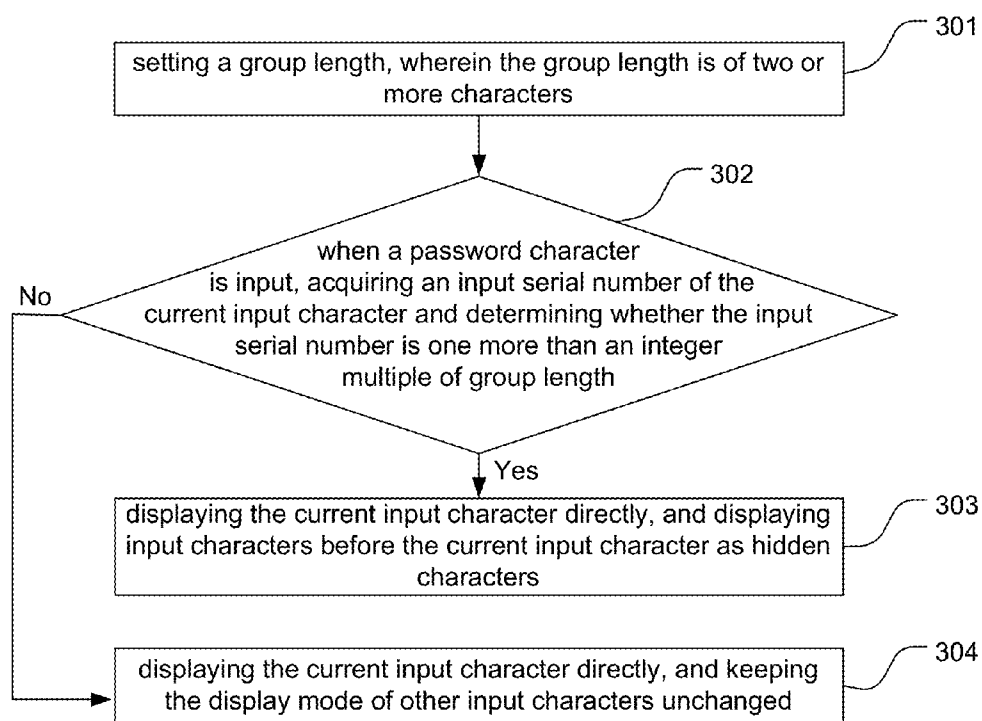 301
setting a group length, wherein the group length is of two or
more characters
302
when a password character
is input, acquiring an input serial number of the
current input character and determining whether the input
serial number is one more than an integer
multiple of group length
No
Yes
303
displaying the current input character directly, and displaying
input characters before the current input character as hidden
characters
304
displaying the current input character directly, and keeping
the display mode of other input characters unchanged